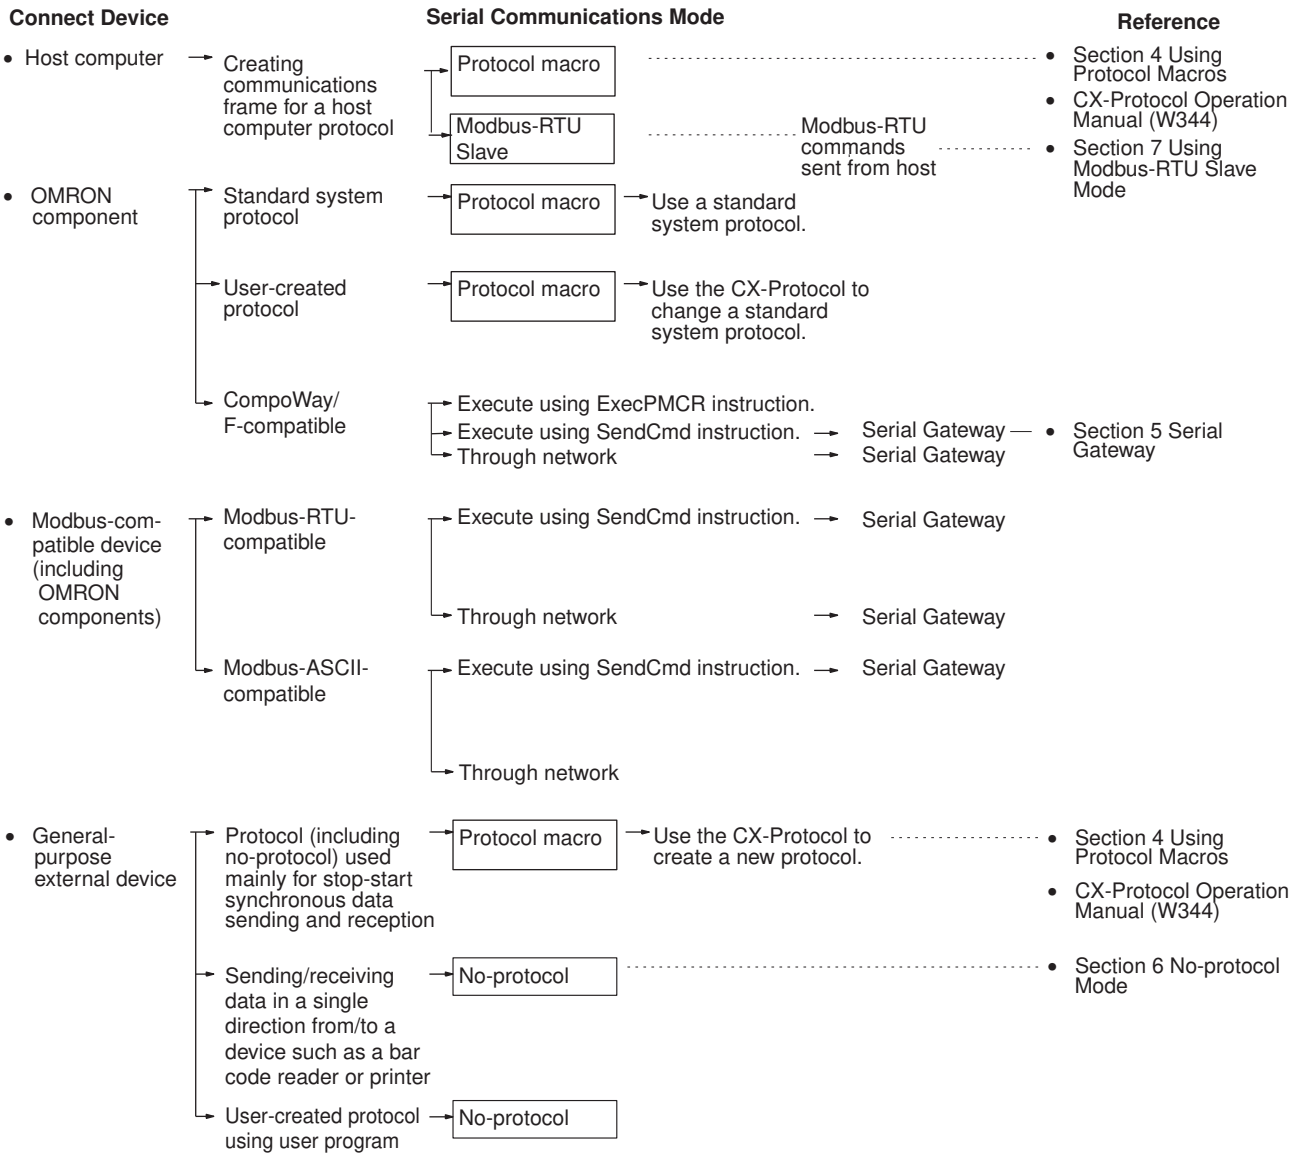 Connect Device
Serial Communications Mode
Reference
• Host computer
Creating
communications
frame for a host
computer protocol
Protocol macro
Modbus-RTU
Slave
Modbus-RTU
commands
sent from host
• Section 4 Using
Protocol Macros
• CX-Protocol Operation
Manual (W344)
• Section 7 Using
Modbus-RTU Slave
Mode
• OMRON
component
Standard system
protocol
Protocol macro
Use a standard
system protocol.
User-created
protocol
Protocol macro
Use the CX-Protocol to
change a standard
system protocol.
CompoWay/
F-compatible
Execute using ExecPMCR instruction.
Execute using SendCmd instruction.
Serial Gateway
• Section 5 Serial
Gateway
Through network
Serial Gateway
• Modbus-com-
patible device
(including
OMRON
components)
Modbus-RTU-
compatible
Execute using SendCmd instruction.
Serial Gateway
Through network
Serial Gateway
Modbus-ASCII-
compatible
Execute using SendCmd instruction.
Serial Gateway
Through network
• General-
purpose
external device
Protocol (including
no-protocol) used
mainly for stop-start
synchronous data
sending and reception
Protocol macro
Use the CX-Protocol to
create a new protocol.
• Section 4 Using
Protocol Macros
• CX-Protocol Operation
Manual (W344)
Sending/receiving
data in a single
direction from/to a
device such as a bar
code reader or printer
No-protocol
• Section 6 No-protocol
Mode
User-created protocol
using user program
No-protocol